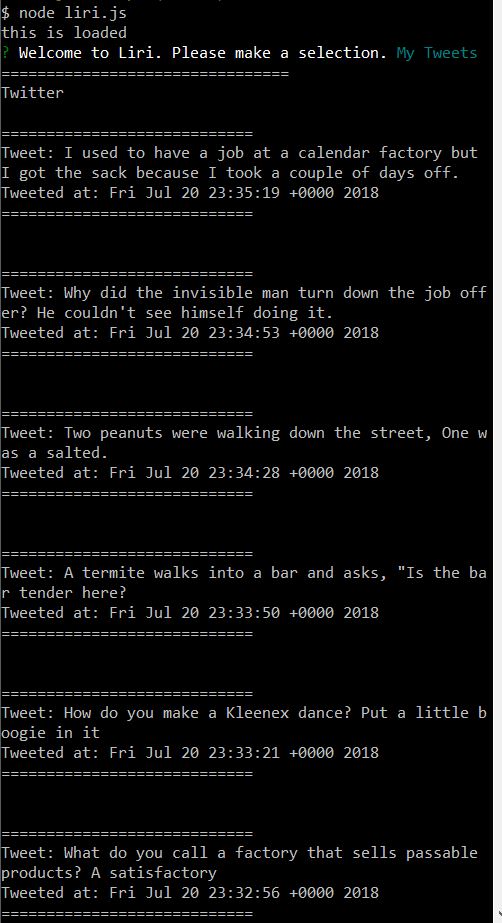 $ node liri.js
this is loaded
? Welcome to Liri. Please make a selection. My Tweets
================================
Twitter
============================
Tweet: I used to have a job at a calendar factory but
I got the sack because I took a couple of days off.
Tweeted at: Fri Jul 20 23:35:19 +0000 2018
============================
============================
Tweet: Why did the invisible man turn down the job off
er? He couldn't see himself doing it.
Tweeted at: Fri Jul 20 23:34:53 +0000 2018
============================
============================
Tweet: Two peanuts were walking down the street, One w
as a salted.
Tweeted at: Fri Jul 20 23:34:28 +0000 2018
============================
============================
Tweet: A termite walks into a bar and asks, "Is the ba
r tender here?
Tweeted at: Fri Jul 20 23:33:50 +0000 2018
============================
============================
Tweet: How do you make a Kleenex dance? Put a little b
oogie in it
Tweeted at: Fri Jul 20 23:33:21 +0000 2018
============================
============================
Tweet: What do you call a factory that sells passable
products? A satisfactory
Tweeted at: Fri Jul 20 23:32:56 +0000 2018
============================